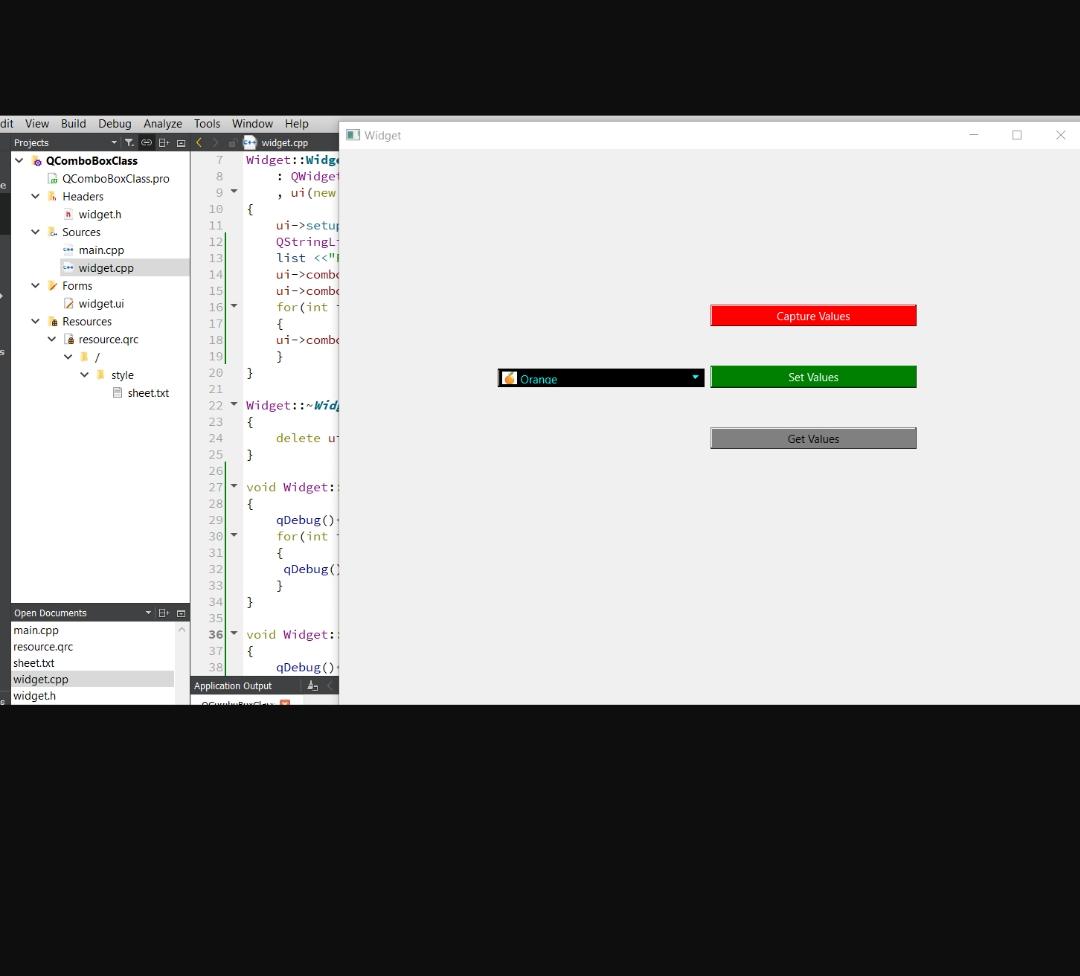 dit View Build Debug Analyze Tools Window Help
Projects
widget.cpp
Widget
QComboBoxClass
QComboBoxClass.pro
Headers
widget.h
Sources
main.cpp
widget.cpp
Forms
widget.ui
Resources
resource.qrc
/
style
sheet.txt
Open Documents
main.cpp
resource.qrc
sheet.txt
widget.cpp
widget.h
7 Widget::Widg
8 : QWidget
9 , ui(new
10 {
11 ui->setup
12 QStringLi
13 list <<"
14 ui->combo
15 ui->combo
16 for(int
17 {
18 ui->combo
19 }
20 }
21
22 Widget::~Widg
23 {
24 delete u
25 }
26
27 void Widget::
28 {
29 qDebug()
30 for(int
31 {
32 qDebug()
33 }
34 }
35
36 void Widget::
37 {
38 qDebug()
Application Output
Capture Values
Orange
Set Values
Get Values